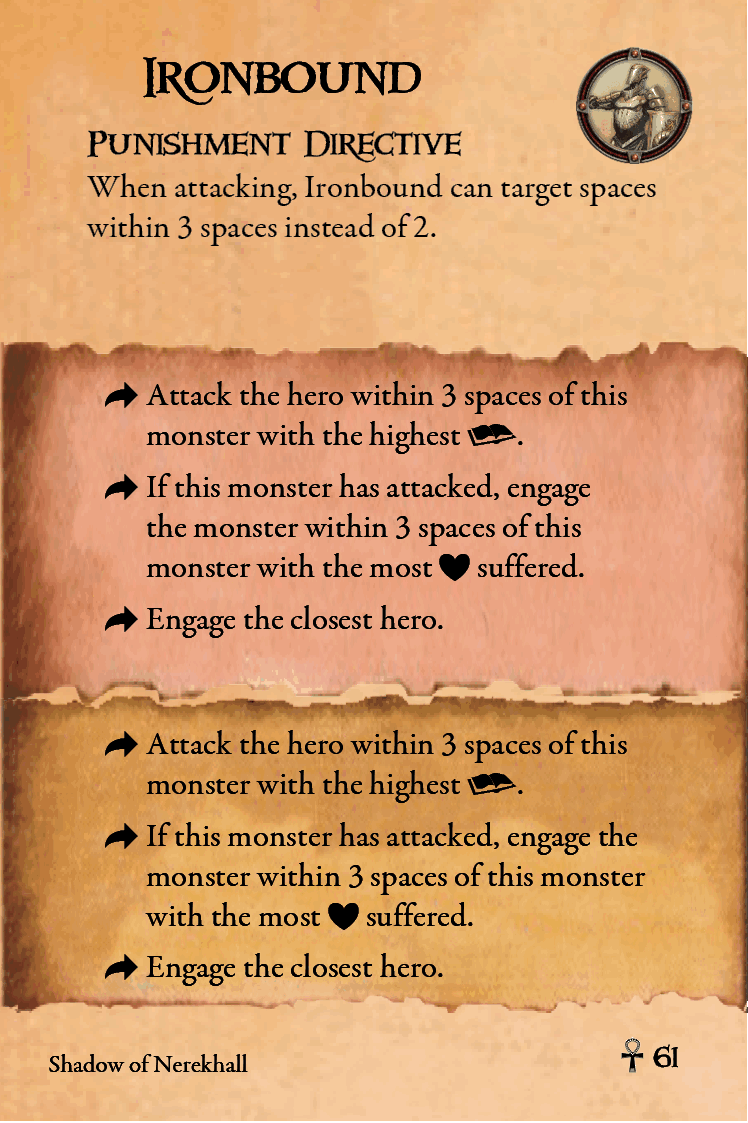 Ironbound
Punishment Directive
When attacking, Ironbound can target spaces
within 3 spaces instead of 2.
Attack the hero within 3 spaces of this
monster with the highest .
If this monster has attacked, engage
the monster within 3 spaces of this
monster with the most ♥ suffered.
Engage the closest hero.
Attack the hero within 3 spaces of this
monster with the highest .
If this monster has attacked, engage the
monster within 3 spaces of this monster
with the most ♥ suffered.
Engage the closest hero.
Shadow of Nerekhall
☥ 61